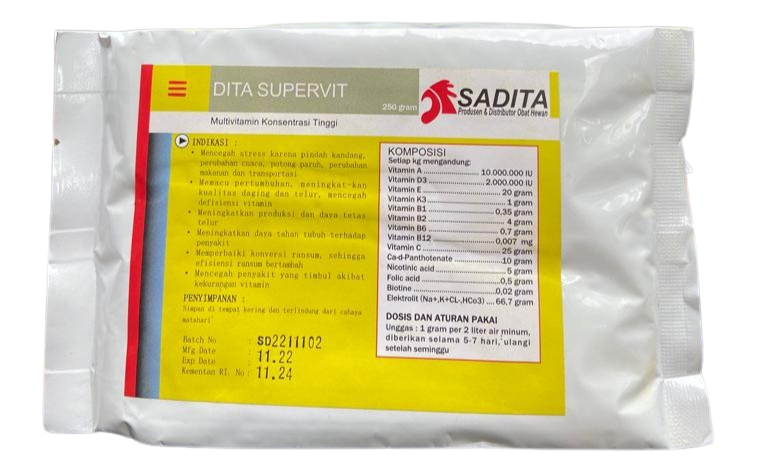 DITA SUPERVIT
250 gram
SADITA
Produsen & Distributor Obat Hewan
Multivitamin Konsentrasi Tinggi
INDIKASI :
• Mencegah stress karena pindah kandang,
perubahan cuaca, potong paruh, perubahan
makanan dan transportasi
• Memacu pertumbuhan, meningkat-kan
kualitas daging dan telur, mencegah
defisiensi vitamin
• Meningkatkan produksi dan daya tetas
telur
• Meningkatkan daya tahan tubuh terhadap
penyakit
• Memperbaiki konversi ransum, sehingga
efisiensi ransum bertambah
• Mencegah penyakit yang timbul akibat
kekurangan vitamin
PENYIMPANAN :
Simpan di tempat kering dan terlindung dari cahaya
matahari
Batch No : SD2211102
Mfg Date : 11.22
Exp Date : 11.24
Kementan RI. No :
KOMPOSISI
Setiap kg mengandung:
Vitamin A ... 10.000.000 IU
Vitamin D3 ... 2.000.000 IU
Vitamin E ... 20 gram
Vitamin K3 ... 1 gram
Vitamin B1 ... 0,35 gram
Vitamin B2 ... 4 gram
Vitamin B6 ... 0,7 gram
Vitamin B12 ... 0,007 mg
Vitamin C ... 25 gram
Ca-d-Panthotenate ... 10 gram
Nicotinic acid ... 5 gram
Folic acid ... 0,5 gram
Biotine ... 0,02 gram
Elektrolit (Na+,K+CL-,HCo3) .... 66,7 gram
DOSIS DAN ATURAN PAKAI
Unggas : 1 gram per 2 liter air minum,
diberikan selama 5-7 hari, ulangi
setelah seminggu